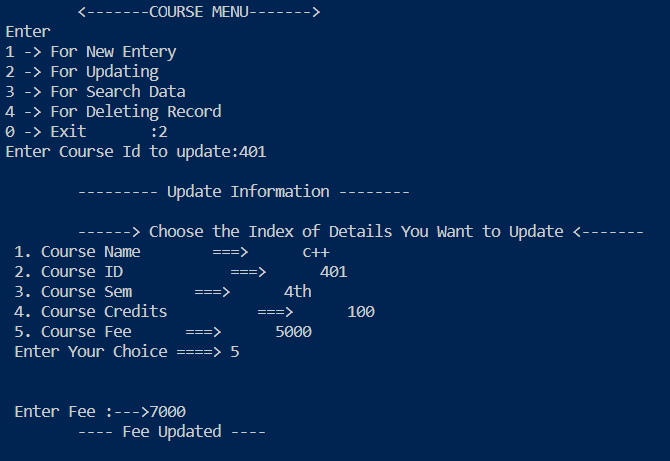 <-------COURSE MENU------->
Enter
1 -> For New Entery
2 -> For Updating
3 -> For Search Data
4 -> For Deleting Record
0 -> Exit :2
Enter Course Id to update:401
--------- Update Information --------
------> Choose the Index of Details You Want to Update <-------
1. Course Name ===> c++
2. Course ID ===> 401
3. Course Sem ===> 4th
4. Course Credits ===> 100
5. Course Fee ===> 5000
Enter Your Choice ====> 5
Enter Fee :--->7000
---- Fee Updated ----